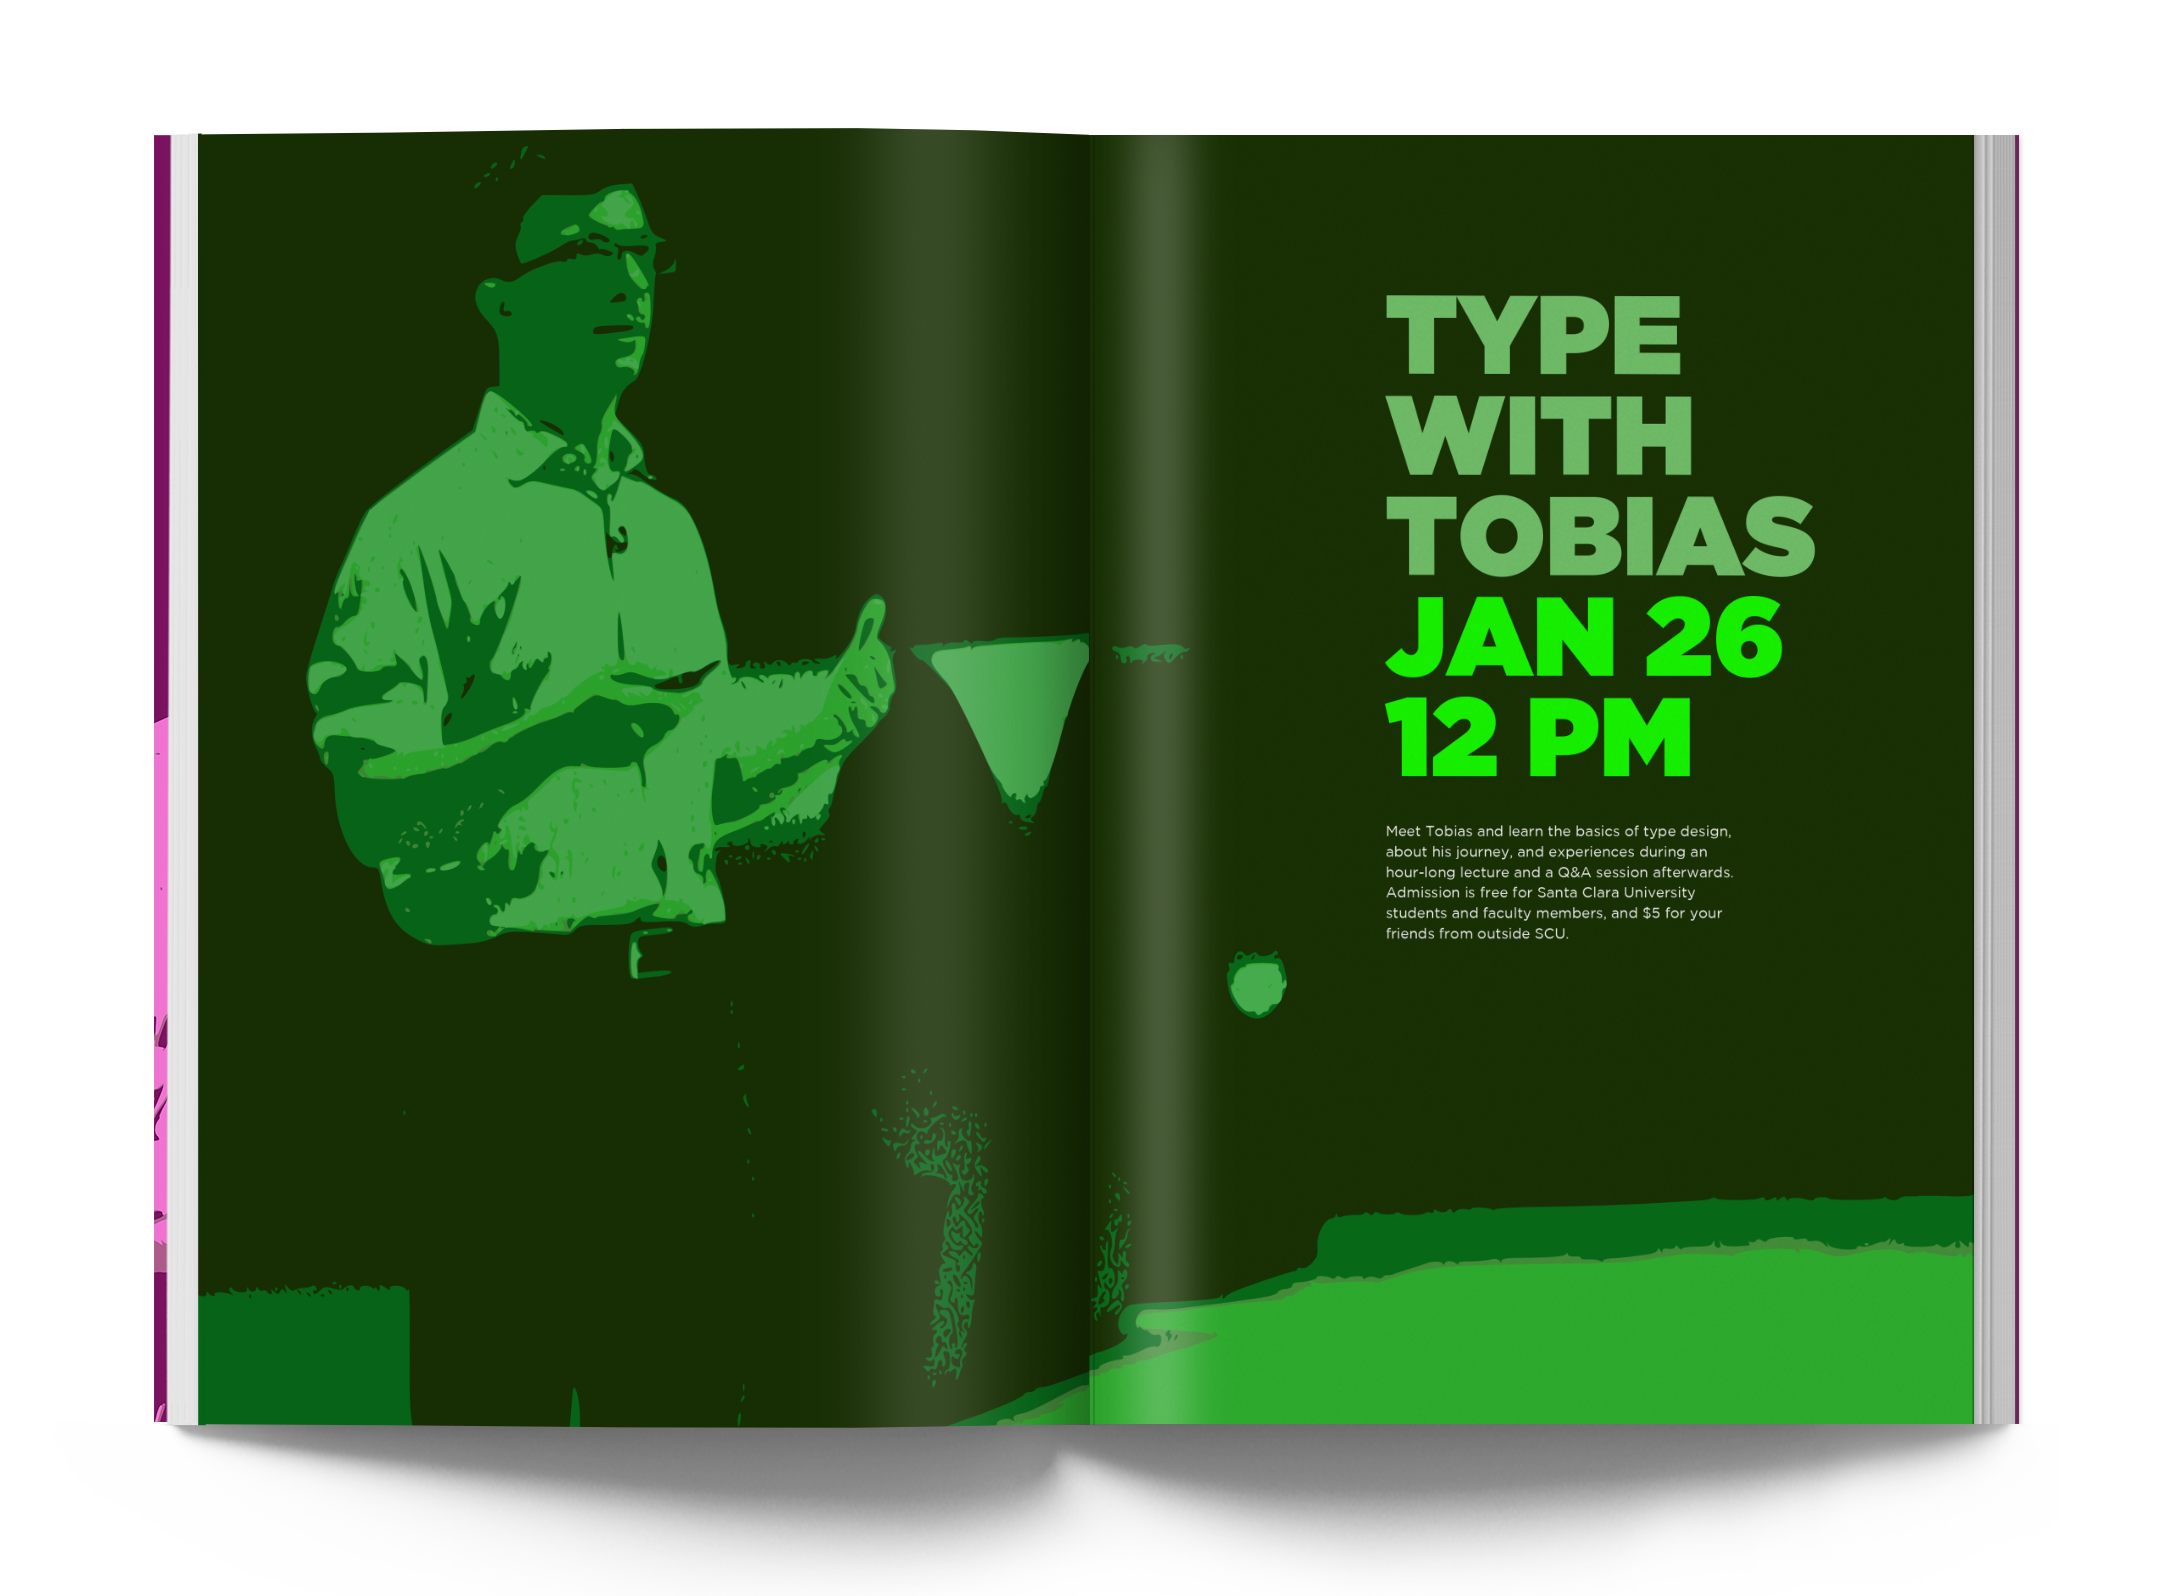 TYPE
WITH
TOBIAS
JAN 26
12 PM
Meet Tobias and learn the basics of type design,
about his journey, and experiences during an
hour-long lecture and a Q&A session afterwards.
Admission is free for Santa Clara University
students and faculty members, and $5 for your
friends from outside SCU.